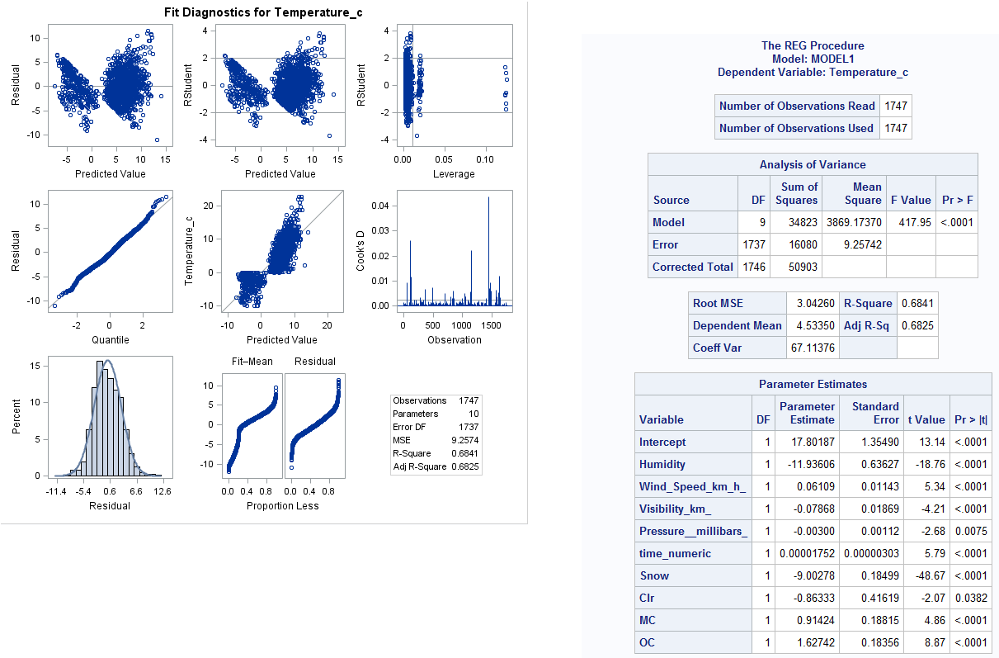 Fit Diagnostics for Temperature_c
10
5
0
-5
-10
Residual
-5 0 5 10 15
Predicted Value
4
2
0
-2
-4
RStudent
-5 0 5 10 15
Predicted Value
4
2
0
-2
-4
RStudent
0.00 0.05 0.10
Leverage
10
5
0
-5
-10
Residual
-2 0 2
Quantile
20
10
0
-10
Temperature_c
-10 0 10 20
Predicted Value
0.04
0.03
0.02
0.01
0.00
Cook's D
0 500 1000 1500
Observation
15
10
5
0
Percent
-11.4 -5.4 0.6 6.6 12.6
Residual
Fit–Mean Residual
10
5
0
-5
-10
0.0 0.4 0.8 0.0 0.4 0.8
Proportion Less
Observations 1747
Parameters 10
Error DF 1737
MSE 9.2574
R-Square 0.6841
Adj R-Square 0.6825
The REG Procedure
Model: MODEL1
Dependent Variable: Temperature_c
Number of Observations Read 1747
Number of Observations Used 1747
Analysis of Variance
Source DF Sum of Squares Mean Square F Value Pr > F
Model 9 34823 3869.17370 417.95 <.0001
Error 1737 16080 9.25742
Corrected Total 1746 50903
Root MSE 3.04260 R-Square 0.6841
Dependent Mean 4.53350 Adj R-Sq 0.6825
Coeff Var 67.11376
Parameter Estimates
Variable DF Parameter Estimate Standard Error t Value Pr > |t|
Intercept 1 17.80187 1.35490 13.14 <.0001
Humidity 1 -11.93606 0.63627 -18.76 <.0001
Wind_Speed_km_h_ 1 0.06109 0.01143 5.34 <.0001
Visibility_km_ 1 -0.07868 0.01869 -4.21 <.0001
Pressure__millibars_ 1 -0.00300 0.00112 -2.68 0.0075
time_numeric 1 0.00001752 0.00000303 5.79 <.0001
Snow 1 -9.00278 0.18499 -48.67 <.0001
Clr 1 -0.86333 0.41619 -2.07 0.0382
MC 1 0.91424 0.18815 4.86 <.0001
OC 1 1.62742 0.18356 8.87 <.0001